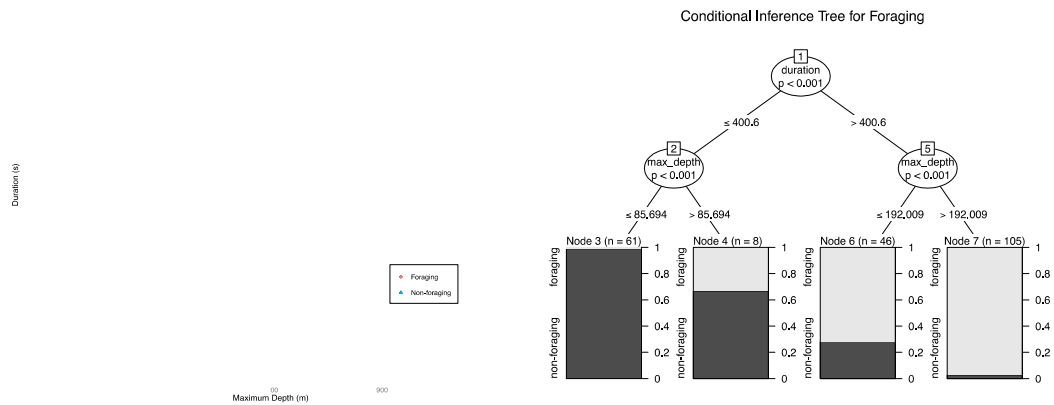 Duration (s)
Foraging
Non-foraging
00
900
Maximum Depth (m)
Conditional Inference Tree for Foraging
1
duration
p < 0.001
≤ 400.6
> 400.6
2
max_depth
p < 0.001
5
max_depth
p < 0.001
≤ 85.694
> 85.694
≤ 192.009
> 192.009
Node 3 (n = 61)
non-foraging
foraging
0
0.2
0.4
0.6
0.8
1
Node 4 (n = 8)
non-foraging
foraging
0
0.2
0.4
0.6
0.8
1
Node 6 (n = 46)
non-foraging
foraging
0
0.2
0.4
0.6
0.8
1
Node 7 (n = 105)
non-foraging
foraging
0
0.2
0.4
0.6
0.8
1